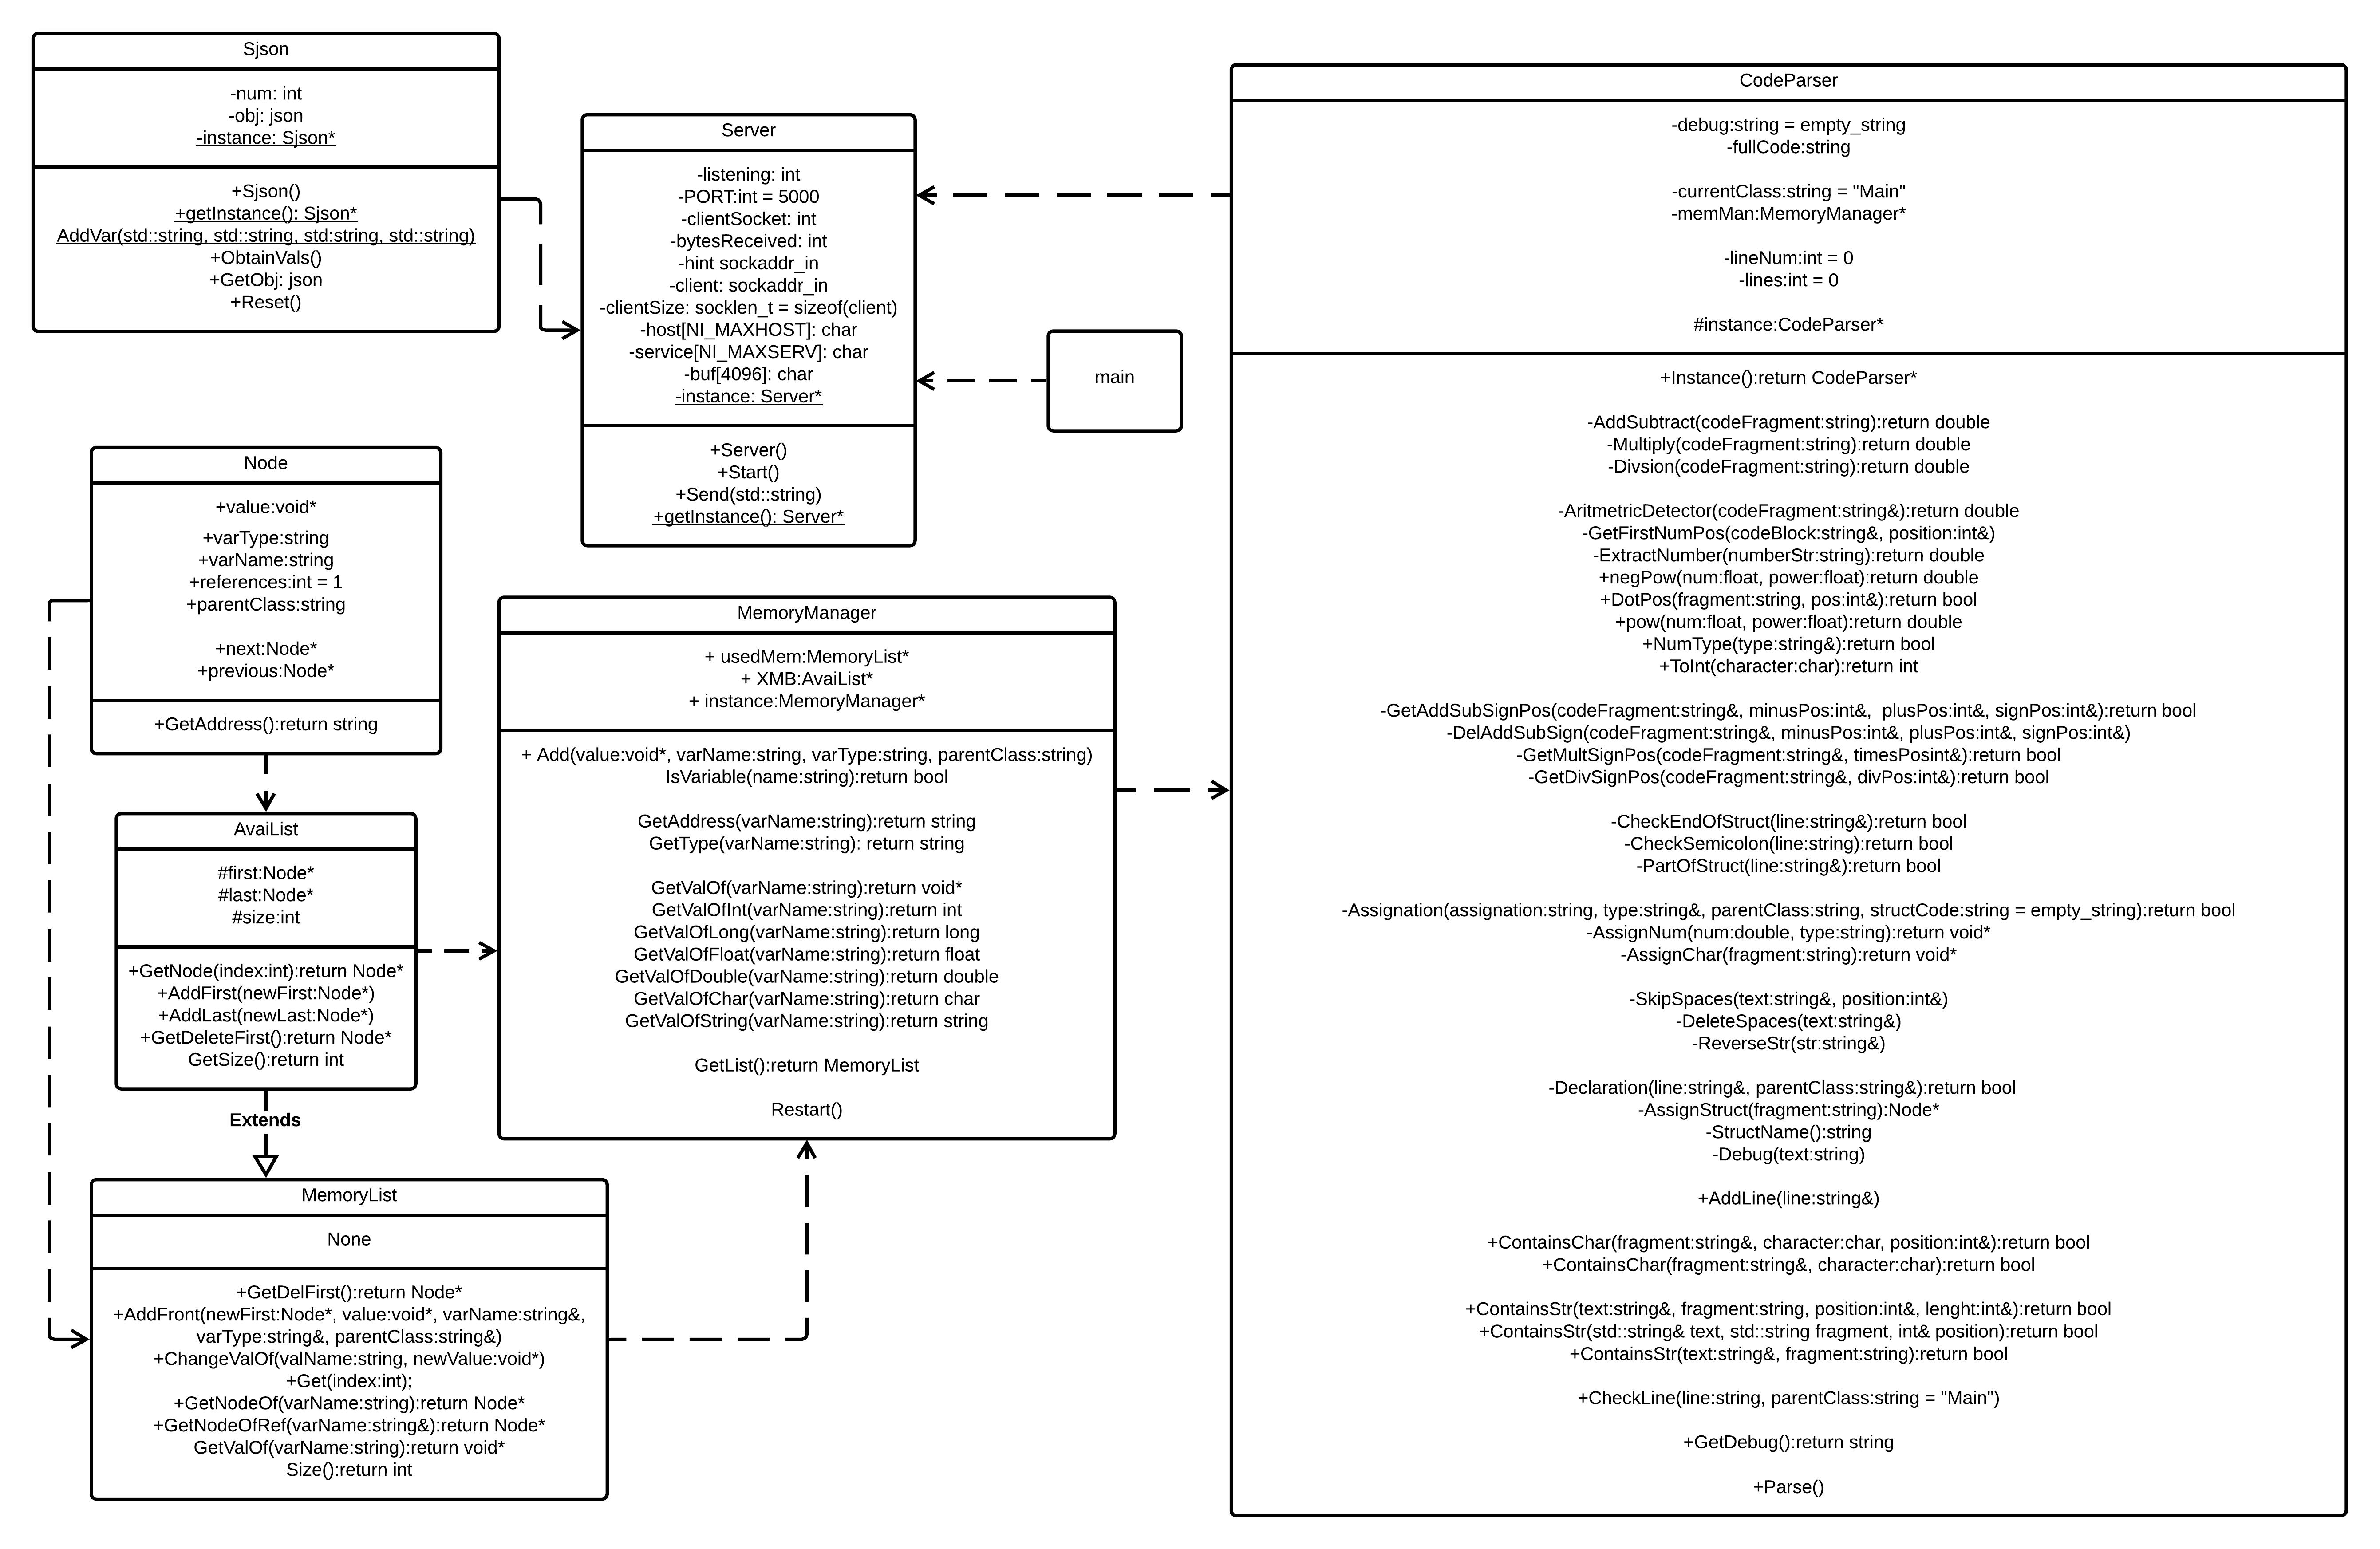 Sjson
-num: int
-obj: json
-instance: Sjson*
+Sjson()
+getInstance(): Sjson*
AddVar(std::string, std::string, std:string, std::string)
+ObtainVals()
+GetObj: json
+Reset()
Server
-listening: int
-PORT:int = 5000
-clientSocket: int
-bytesReceived: int
-hint sockaddr_in
-client: sockaddr_in
-clientSize: socklen_t = sizeof(client)
-host[NI_MAXHOST]: char
-service[NI_MAXSERV]: char
-buf[4096]: char
-instance: Server*
+Server()
+Start()
+Send(std::string)
+getInstance(): Server*
main
Node
+value:void*
+varType:string
+varName:string
+references:int = 1
+parentClass:string
+next:Node*
+previous:Node*
+GetAddress():return string
AvaiList
#first:Node*
#last:Node*
#size:int
+GetNode(index:int):return Node*
+AddFirst(newFirst:Node*)
+AddLast(newLast:Node*)
+GetDeleteFirst():return Node*
GetSize():return int
Extends
MemoryList
None
+GetDelFirst():return Node*
+AddFront(newFirst:Node*, value:void*, varName:string&,
varType:string&, parentClass:string&)
+ChangeValOf(valName:string, newValue:void*)
+Get(index:int);
+GetNodeOf(varName:string):return Node*
+GetNodeOfRef(varName:string&):return Node*
GetValOf(varName:string):return void*
Size():return int
MemoryManager
+ usedMem:MemoryList*
+ XMB:AvaiList*
+ instance:MemoryManager*
+ Add(value:void*, varName:string, varType:string, parentClass:string)
IsVariable(name:string):return bool
GetAddress(varName:string):return string
GetType(varName:string): return string
GetValOf(varName:string):return void*
GetValOfInt(varName:string):return int
GetValOfLong(varName:string):return long
GetValOfFloat(varName:string):return float
GetValOfDouble(varName:string):return double
GetValOfChar(varName:string):return char
GetValOfString(varName:string):return string
GetList():return MemoryList
Restart()
CodeParser
-debug:string = empty_string
-fullCode:string
-currentClass:string = "Main"
-memMan:MemoryManager*
-lineNum:int = 0
-lines:int = 0
#instance:CodeParser*
+Instance():return CodeParser*
-AddSubtract(codeFragment:string):return double
-Multiply(codeFragment:string):return double
-Divsion(codeFragment:string):return double
-AritmetricDetector(codeFragment:string&):return double
-GetFirstNumPos(codeBlock:string&, position:int&)
-ExtractNumber(numberStr:string):return double
+negPow(num:float, power:float):return double
+DotPos(fragment:string, pos:int&):return bool
+pow(num:float, power:float):return double
+NumType(type:string&):return bool
+ToInt(character:char):return int
-GetAddSubSignPos(codeFragment:string&, minusPos:int&,  plusPos:int&, signPos:int&):return bool
-DelAddSubSign(codeFragment:string&, minusPos:int&, plusPos:int&, signPos:int&)
-GetMultSignPos(codeFragment:string&, timesPosint&):return bool
-GetDivSignPos(codeFragment:string&, divPos:int&):return bool
-CheckEndOfStruct(line:string&):return bool
-CheckSemicolon(line:string):return bool
-PartOfStruct(line:string&):return bool
-Assignation(assignation:string, type:string&, parentClass:string, structCode:string = empty_string):return bool
-AssignNum(num:double, type:string):return void*
-AssignChar(fragment:string):return void*
-SkipSpaces(text:string&, position:int&)
-DeleteSpaces(text:string&)
-ReverseStr(str:string&)
-Declaration(line:string&, parentClass:string&):return bool
-AssignStruct(fragment:string):Node*
-StructName():string
-Debug(text:string)
+AddLine(line:string&)
+ContainsChar(fragment:string&, character:char, position:int&):return bool
+ContainsChar(fragment:string&, character:char):return bool
+ContainsStr(text:string&, fragment:string, position:int&, lenght:int&):return bool
+ContainsStr(std::string& text, std::string fragment, int& position):return bool
+ContainsStr(text:string&, fragment:string):return bool
+CheckLine(line:string, parentClass:string = "Main")
+GetDebug():return string
+Parse()